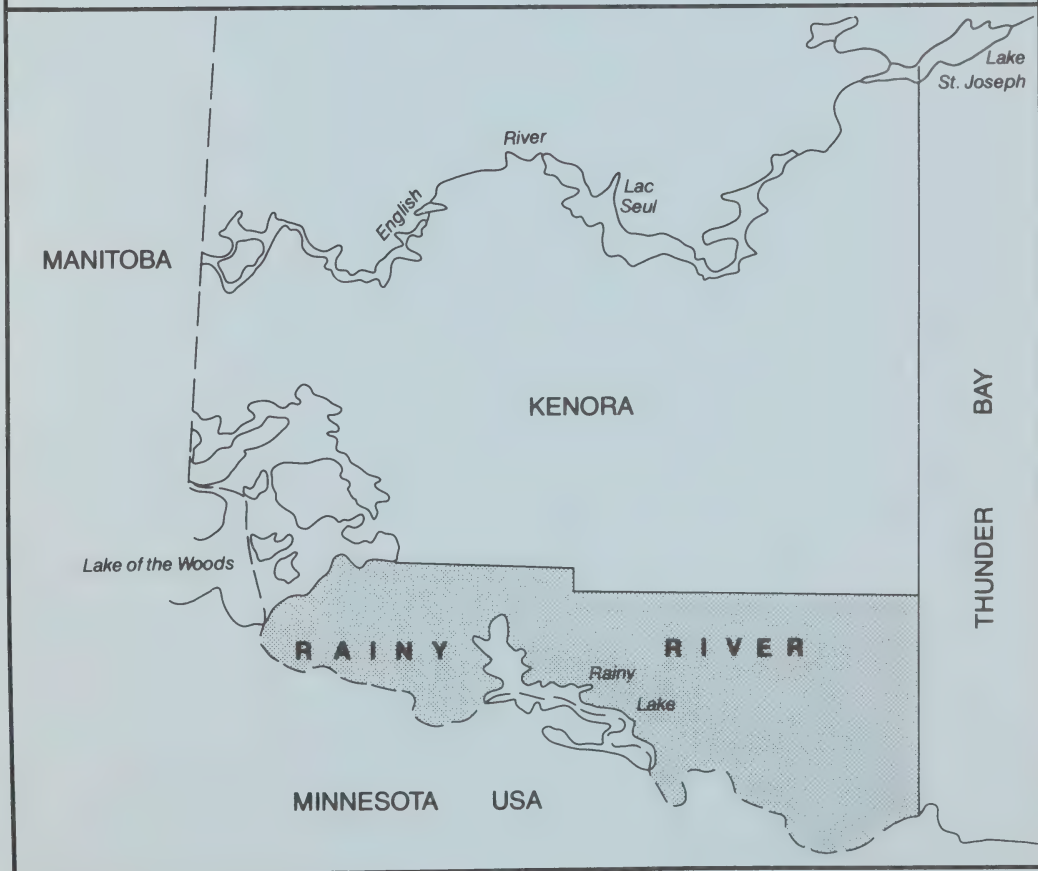 Lake
St. Joseph
River
Lac
Seul
English
MANITOBA
KENORA
THUNDER BAY
Lake of the Woods
RAINY RIVER
Rainy
Lake
MINNESOTA USA